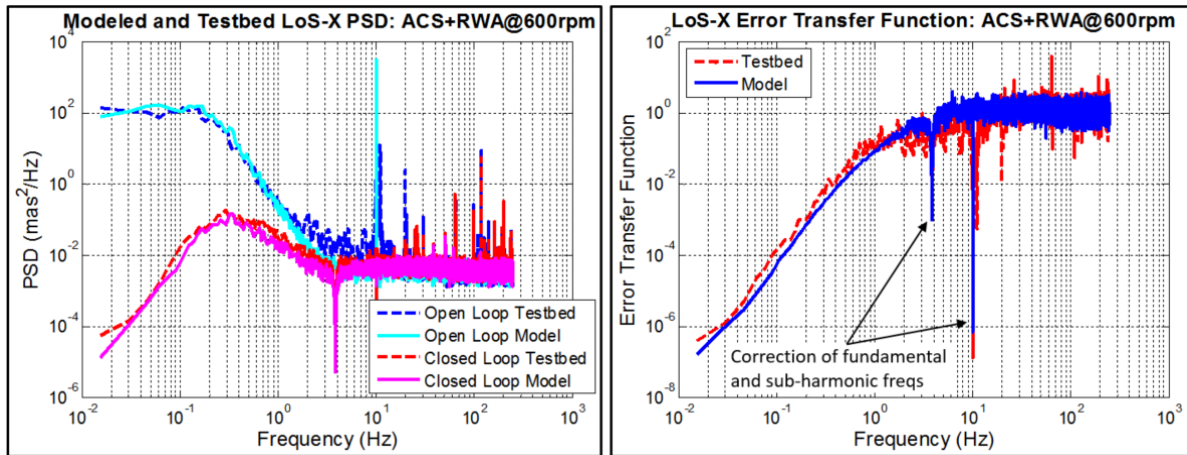 Modeled and Testbed LoS-X PSD: ACS+RWA@600rpm
10^4
10^2
10^0
10^-2
10^-4
10^-6
PSD (mas^2/Hz)
Open Loop Testbed
Open Loop Model
Closed Loop Testbed
Closed Loop Model
10^-2 10^-1 10^0 10^1 10^2 10^3
Frequency (Hz)
LoS-X Error Transfer Function: ACS+RWA@600rpm
10^2
10^0
10^-2
10^-4
10^-6
10^-8
Error Transfer Function
Testbed
Model
Correction of fundamental
and sub-harmonic freqs
10^-2 10^-1 10^0 10^1 10^2 10^3
Frequency (Hz)